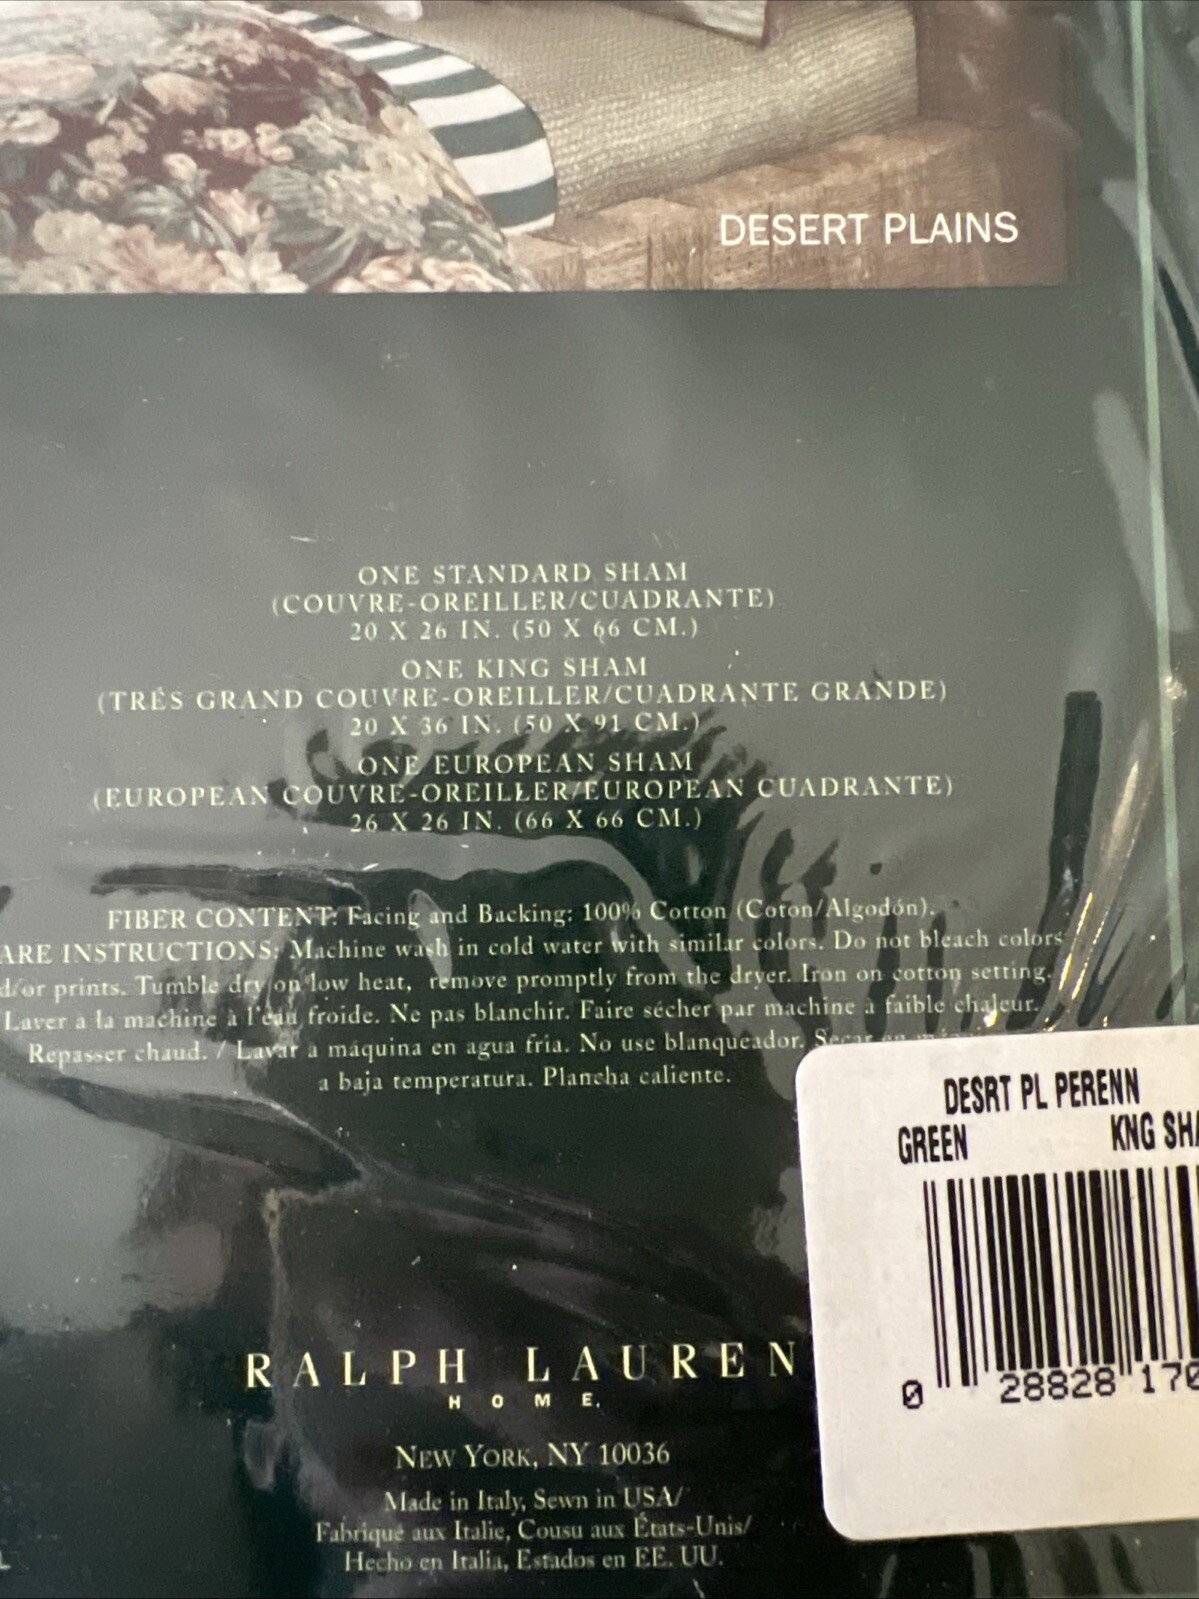 DESERT PLAINS
ONE STANDARD SHAM
(COUVRE-OREILLER/CUADRANTE)
20 X 26 IN. (50 X 66 CM.)
ONE KING SHAM
(TRÉS GRAND COUVRE-OREILLER/CUADRANTE GRANDE)
20 X 36 IN. (50 X 91 CM.)
ONE EUROPEAN SHAM
(EUROPEAN COUVRE-OREILLER/EUROPEAN CUADRANTE)
26 X 26 IN. (66 X 66 CM.)
FIBER CONTENT: Facing and Backing: 100% Cotton (Coton/Algodón).
ARE INSTRUCTIONS: Machine wash in cold water with similar colors. Do not bleach colors
d/or prints. Tumble dry on low heat, remove promptly from the dryer. Iron on cotton setting.
Laver a la machine à l'eau froide. Ne pas blanchir. Faire sécher par machine à faible chaleur.
Repasser chaud. / Lavar a máquina en agua fría. No use blanqueador. Secar en
a baja temperatura. Plancha caliente.
DESRT PL PERENN
GREEN KNG SHA
0 28828 170
RALPH LAUREN
HOME.
NEW YORK, NY 10036
Made in Italy, Sewn in USA/
Fabriqué aux Italie, Cousu aux États-Unis/
Hecho en Italia, Estados en EE. UU.